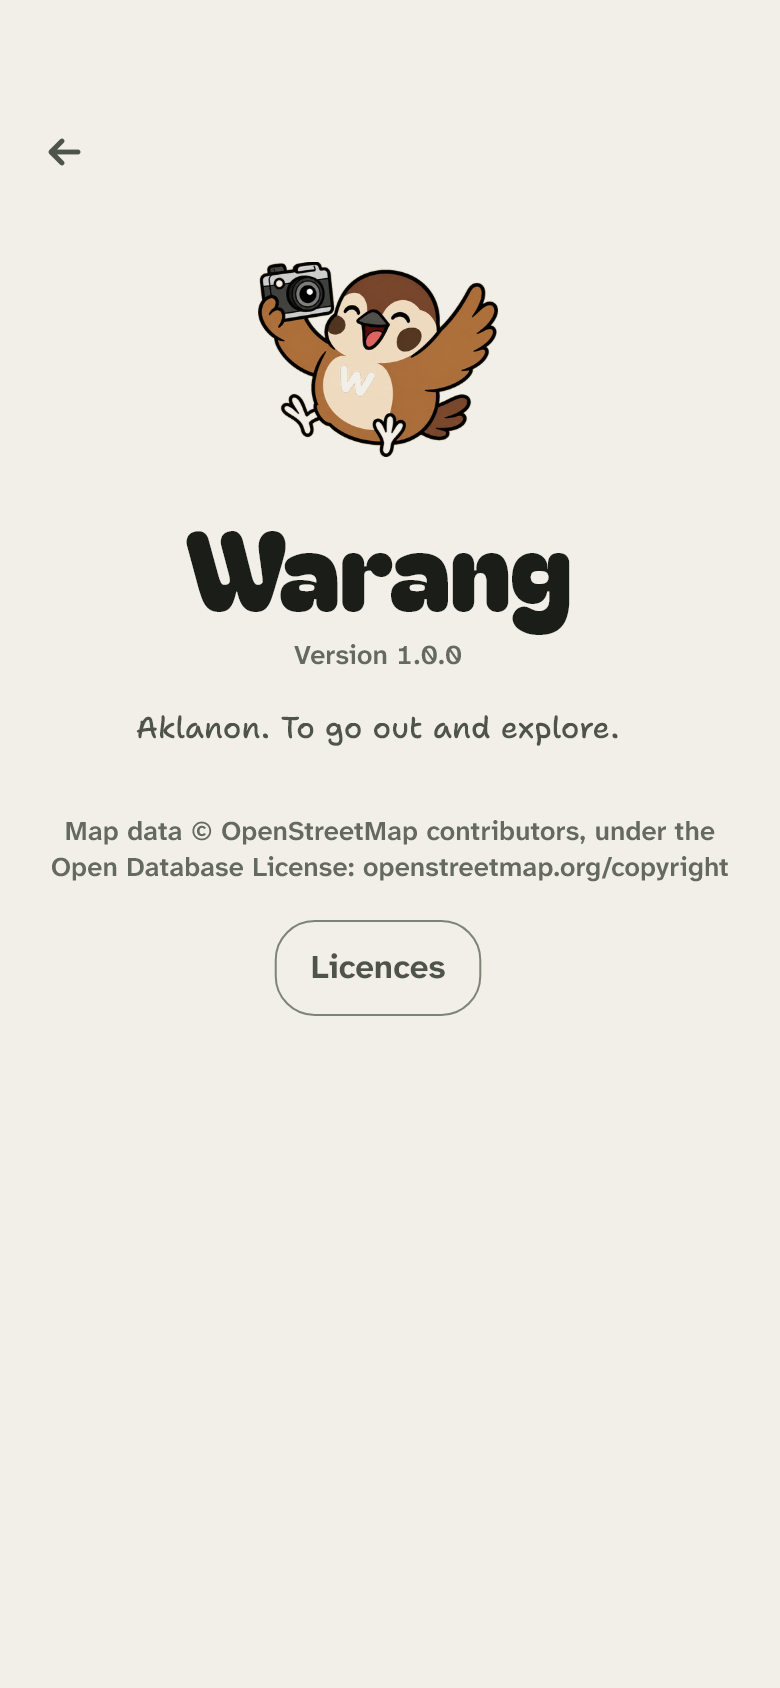 W
Warang
Version 1.0.0
Aklanon. To go out and explore.
Map data © OpenStreetMap contributors, under the
Open Database License: openstreetmap.org/copyright
Licences